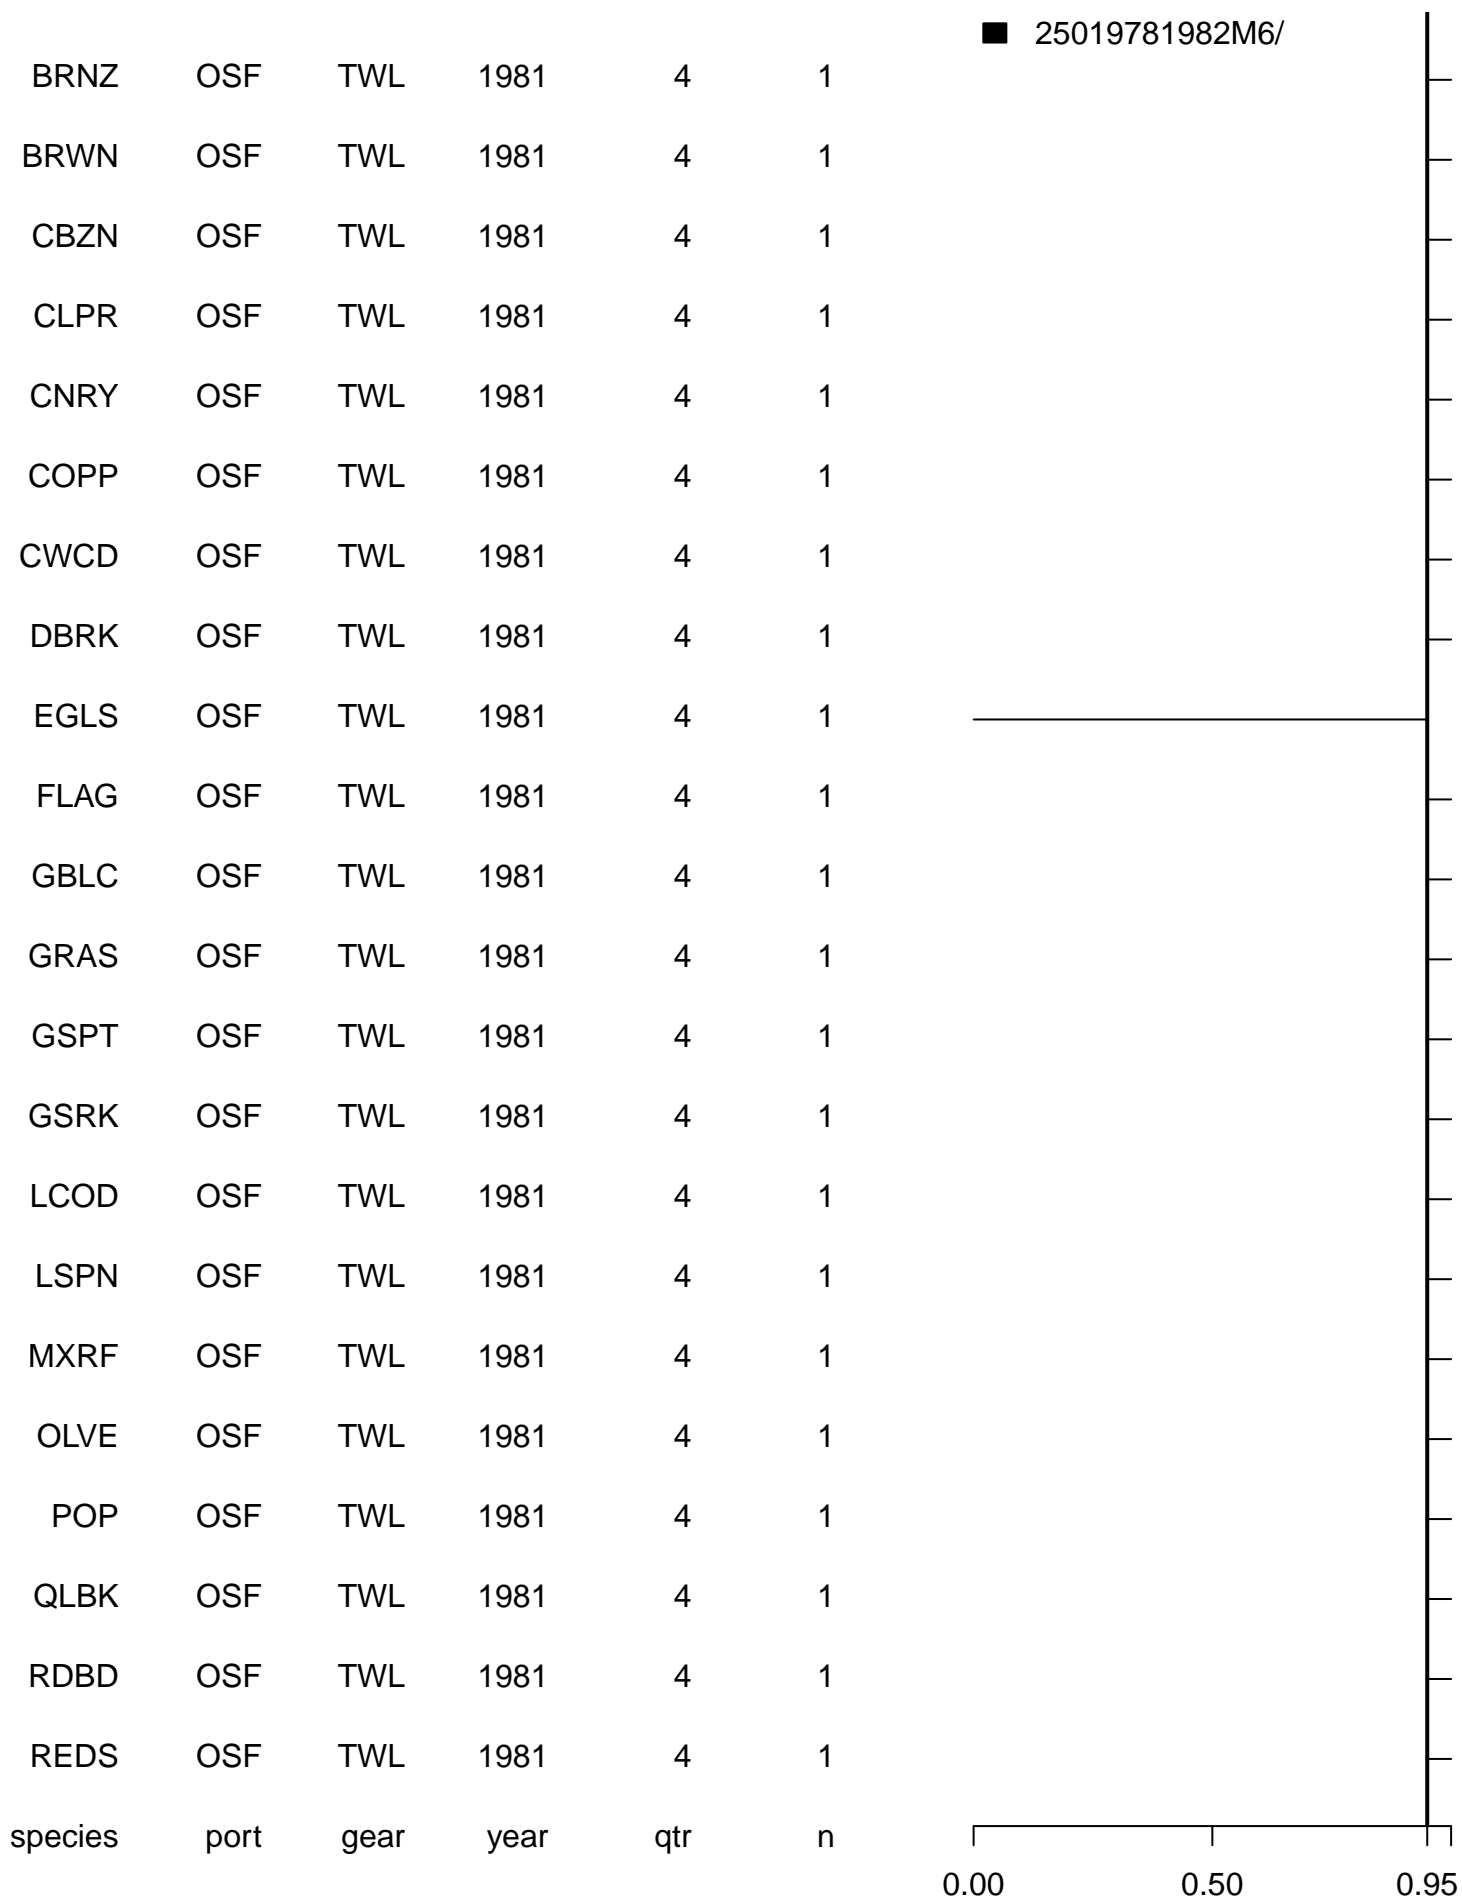 25019781982M6/
BRNZ OSF TWL 1981 4 1
BRWN OSF TWL 1981 4 1
CBZN OSF TWL 1981 4 1
CLPR OSF TWL 1981 4 1
CNRY OSF TWL 1981 4 1
COPP OSF TWL 1981 4 1
CWCD OSF TWL 1981 4 1
DBRK OSF TWL 1981 4 1
EGLS OSF TWL 1981 4 1
FLAG OSF TWL 1981 4 1
GBLC OSF TWL 1981 4 1
GRAS OSF TWL 1981 4 1
GSPT OSF TWL 1981 4 1
GSRK OSF TWL 1981 4 1
LCOD OSF TWL 1981 4 1
LSPN OSF TWL 1981 4 1
MXRF OSF TWL 1981 4 1
OLVE OSF TWL 1981 4 1
POP OSF TWL 1981 4 1
QLBK OSF TWL 1981 4 1
RDBD OSF TWL 1981 4 1
REDS OSF TWL 1981 4 1
species port gear year qtr n
0.00 0.50 0.95